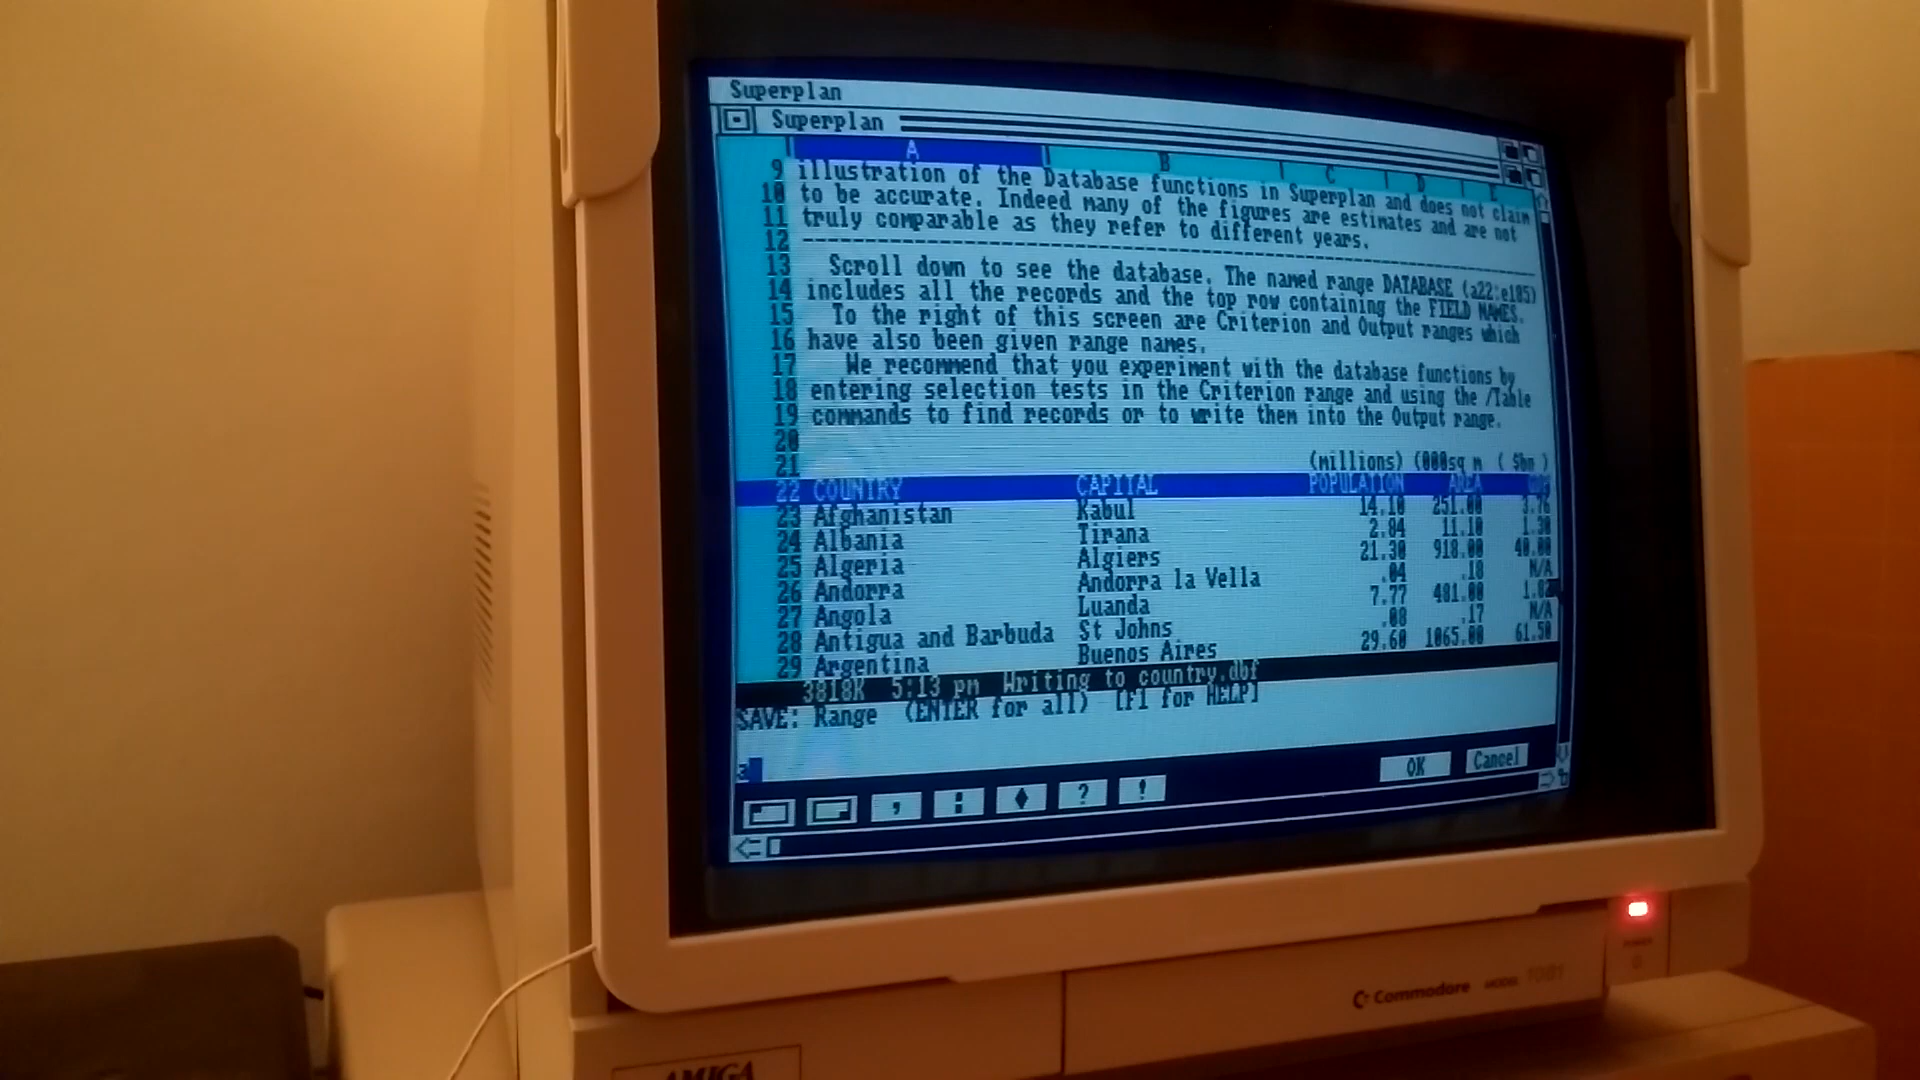 Superplan
Superplan
A B C D E
9 illustration of the Database functions in Superplan and does not claim
10 to be accurate. Indeed many of the figures are estimates and are not
11 truly comparable as they refer to different years.
12 ------------------------------------------------------------------------
13 Scroll down to see the database. The named range DATABASE (a22:e185)
14 includes all the records and the top row containing the FIELD NAMES.
15 To the right of this screen are Criterion and Output ranges which
16 have also been given range names.
17 We recommend that you experiment with the database functions by
18 entering selection tests in the Criterion range and using the /Table
19 commands to find records or to write them into the Output range.
20
21 (millions) (000sq m ( $bn )
22 COUNTRY CAPITAL POPULATION AREA
23 Afghanistan Kabul 14.10 251.00 3.76
24 Albania Tirana 2.84 11.10 1.30
25 Algeria Algiers 21.30 918.00 40.00
26 Andorra Andorra la Vella .04 .18 N/A
27 Angola Luanda 7.77 481.00 1.82
28 Antigua and Barbuda St Johns .08 .17 N/A
29 Argentina Buenos Aires 29.60 1065.00 61.50
3818K 5:13 pm Writing to country.dbf
SAVE: Range (ENTER for all) [F1 for HELP]
a
OK Cancel
, : ♦ ? !
Commodore MODEL
AMIGA